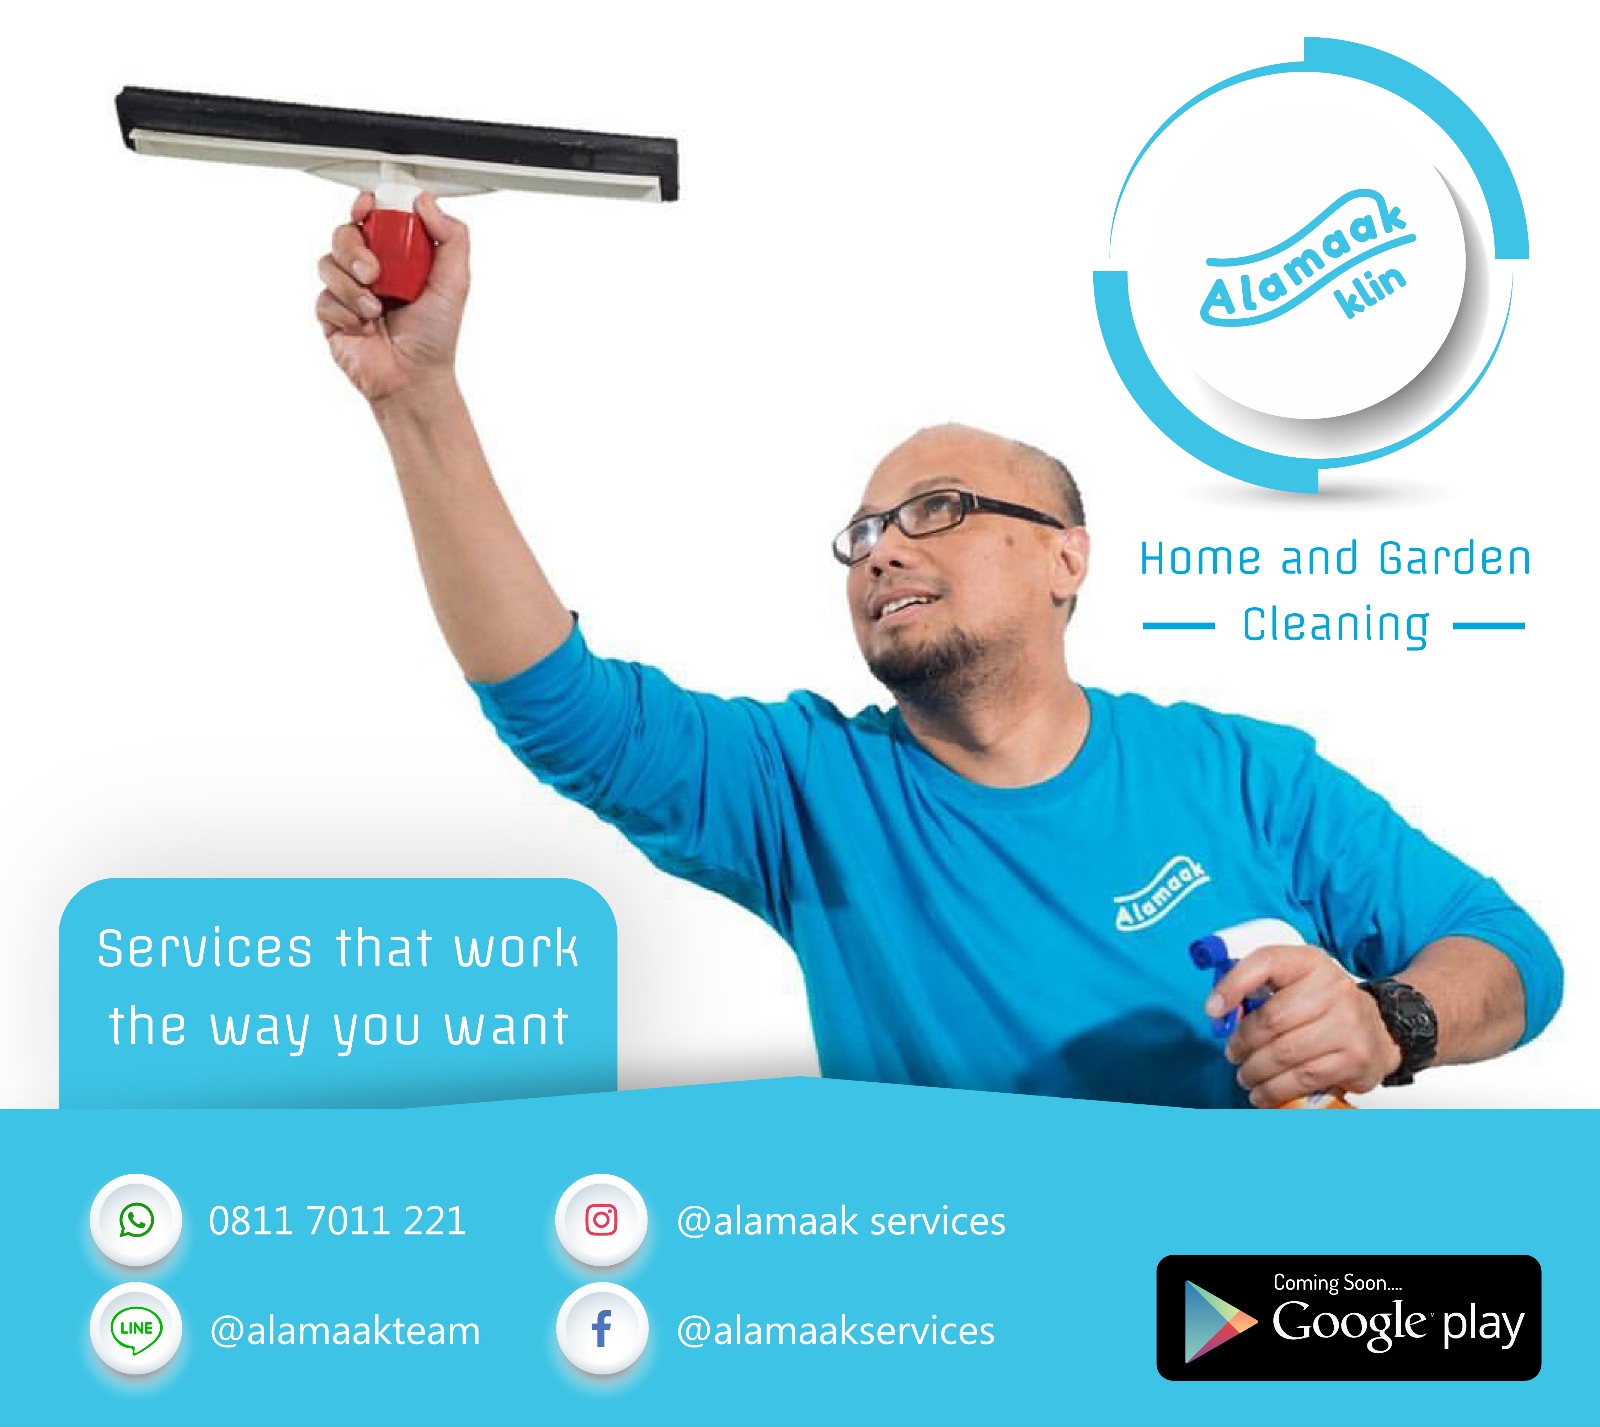 Alamaak
klin
Home and Garden
Cleaning
Alamaak
Services that work
the way you want
0811 7011 221
@alamaak services
LINE
@alamaakteam
@alamaakservices
Coming Soon....
Google play